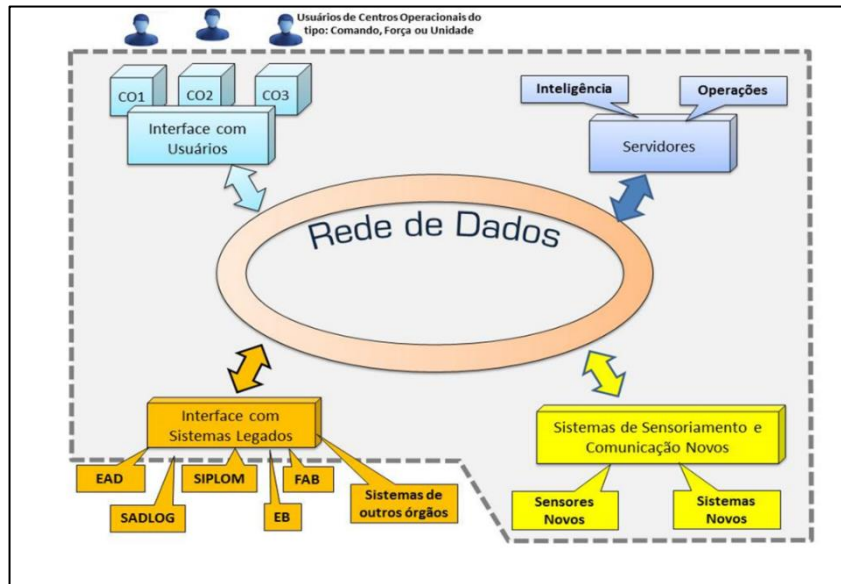 Usuários de Centros Operacionais do
tipo: Comando, Força ou Unidade
CO1
CO2
CO3
Interface com
Usuários
Inteligência
Operações
Servidores
Rede de Dados
Interface com
Sistemas Legados
EAD
SADLOG
SIPLOM
EB
FAB
Sistemas de
outros órgãos
Sistemas de Sensoriamento e
Comunicação Novos
Sensores
Novos
Sistemas
Novos